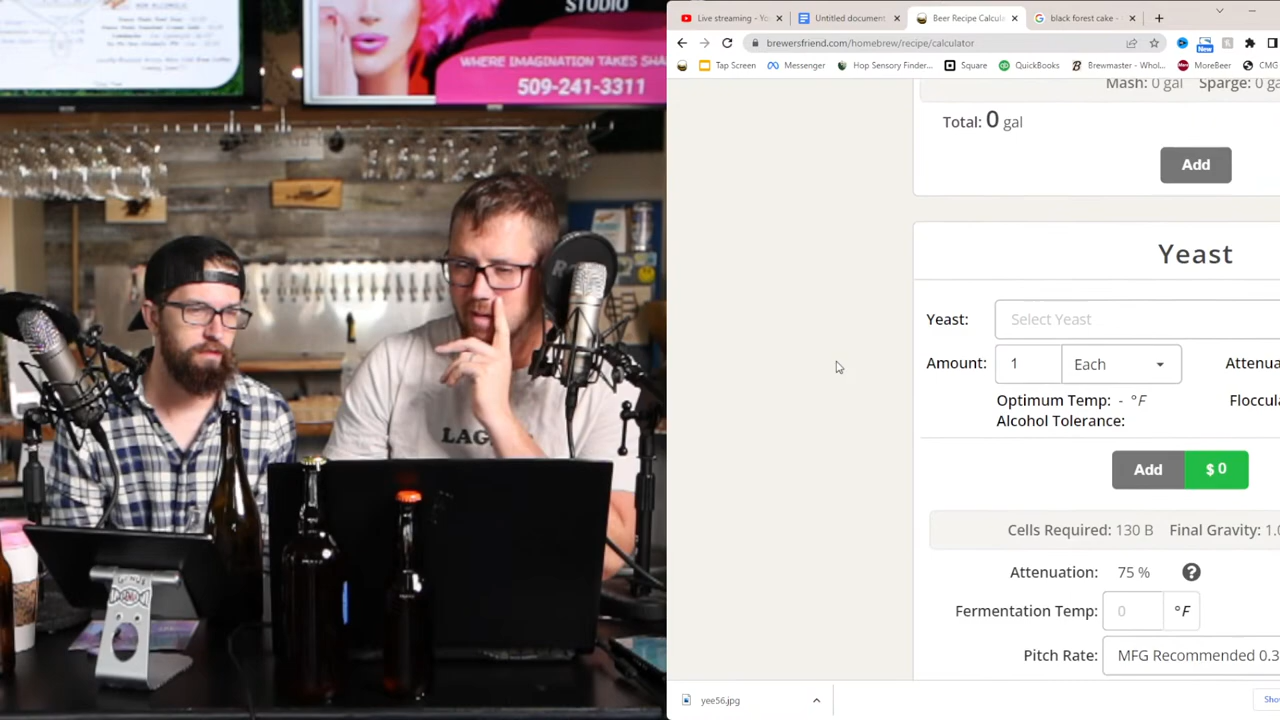 STUDIO
WHERE IMAGINATION TAKES SHA
509-241-3311
LAG
GENUS
Live streaming - Yo
Untitled document
Beer Recipe Calcula
black forest cake -
brewersfriend.com/homebrew/recipe/calculator
New
Tap Screen
Messenger
Hop Sensory Finder...
Square
QuickBooks
Brewmaster - Whol...
MoreBeer
CMG
Mash: 0 gal Sparge: 0 ga
Total: 0 gal
Add
Yeast
Yeast: Select Yeast
Amount: 1 Each Attenua
Optimum Temp: - °F Floccula
Alcohol Tolerance:
Add $ 0
Cells Required: 130 B Final Gravity: 1.0
Attenuation: 75 % ?
Fermentation Temp: 0 °F
Pitch Rate: MFG Recommended 0.3
yee56.jpg
Sho